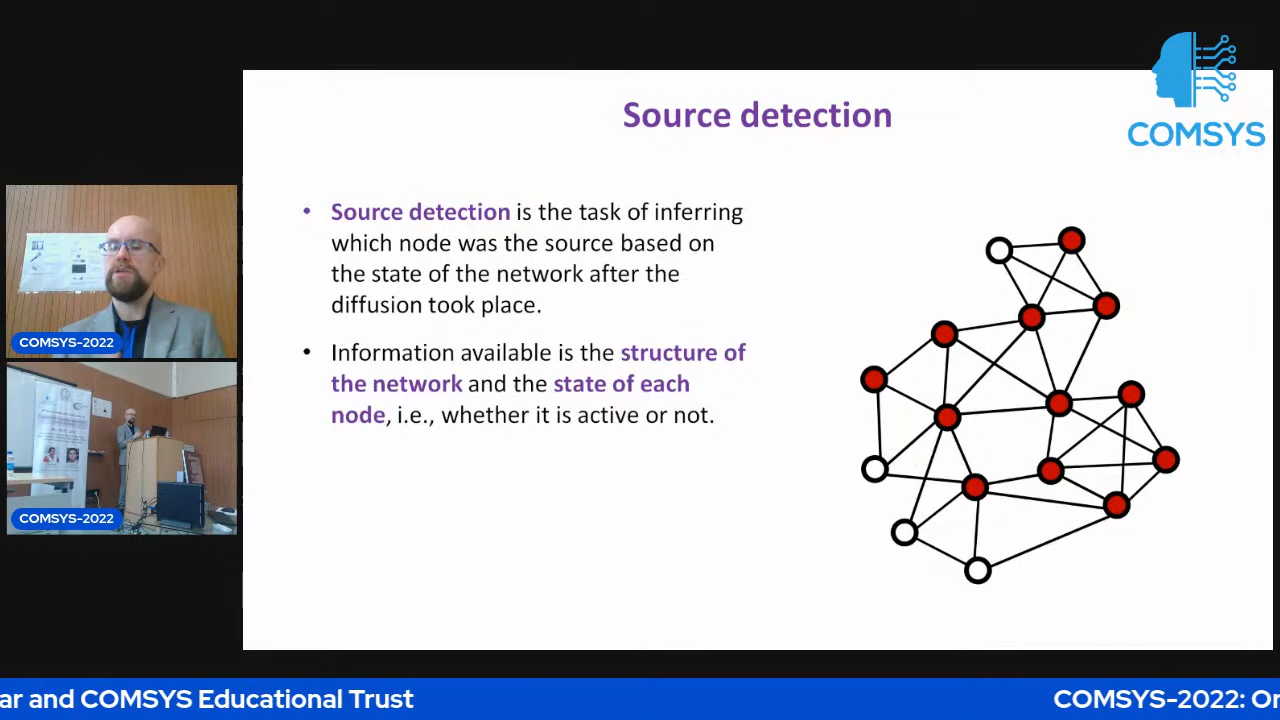 COMSYS
Source detection
• Source detection is the task of inferring
which node was the source based on
the state of the network after the
diffusion took place.
• Information available is the structure of
the network and the state of each
node, i.e., whether it is active or not.
COMSYS-2022
COMSYS-2022
ar and COMSYS Educational Trust
COMSYS-2022: Or